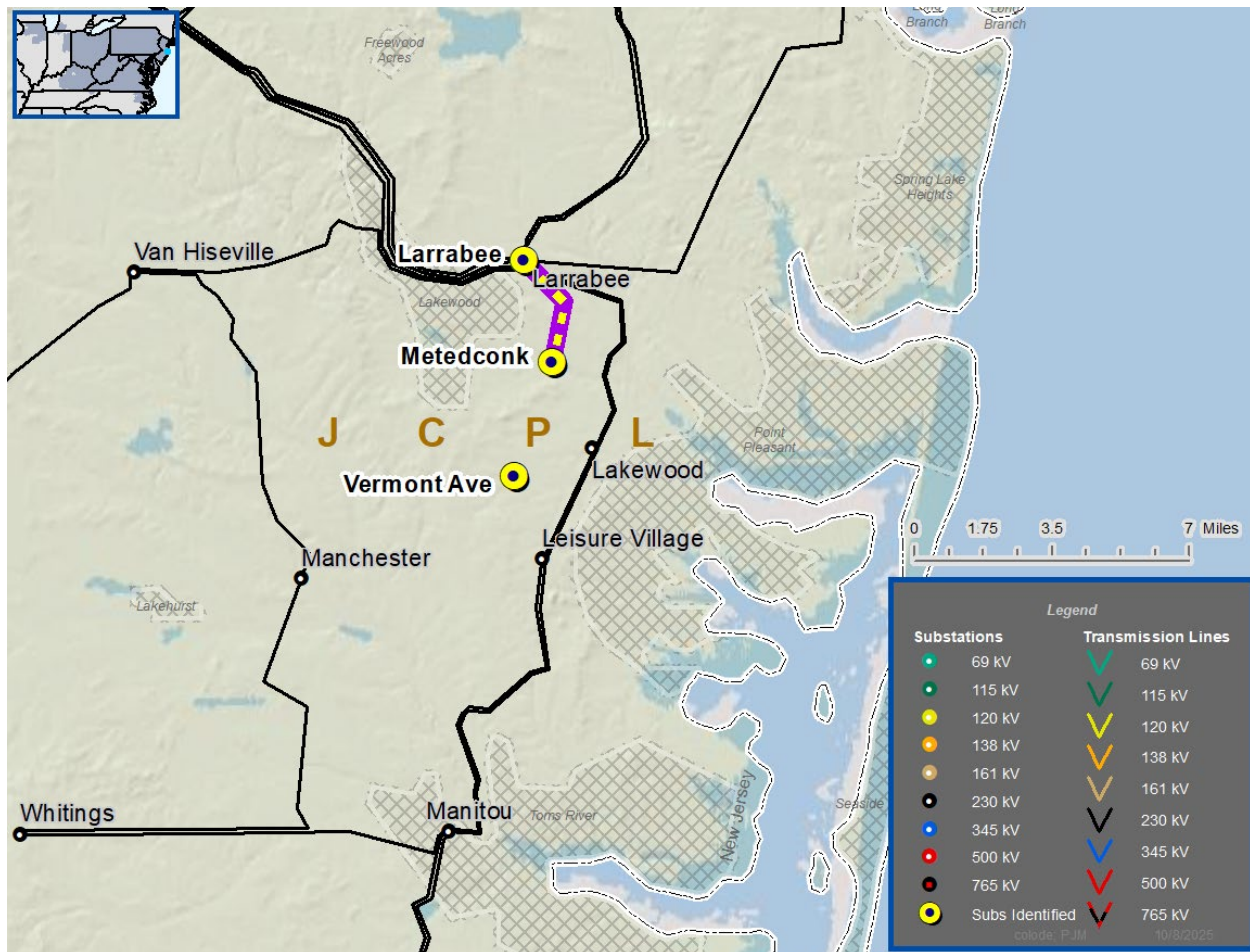 Freewood
Acres
Long
Branch
Long
Branch
Spring Lake
Heights
Van Hiseville
Larrabee
Larrabee
Lakewood
Metedconk
J C P L
Point
Pleasant
Lakewood
Vermont Ave
0 1.75 3.5 7 Miles
Leisure Village
Manchester
Lakehurst
Whitings
Manitou
Toms River
New Jersey
Seaside
Legend
Substations
69 kV
115 kV
120 kV
138 kV
161 kV
230 kV
345 kV
500 kV
765 kV
Subs Identified
Transmission Lines
69 kV
115 kV
120 kV
138 kV
161 kV
230 kV
345 kV
500 kV
765 kV
colode, PJM 10/8/2025